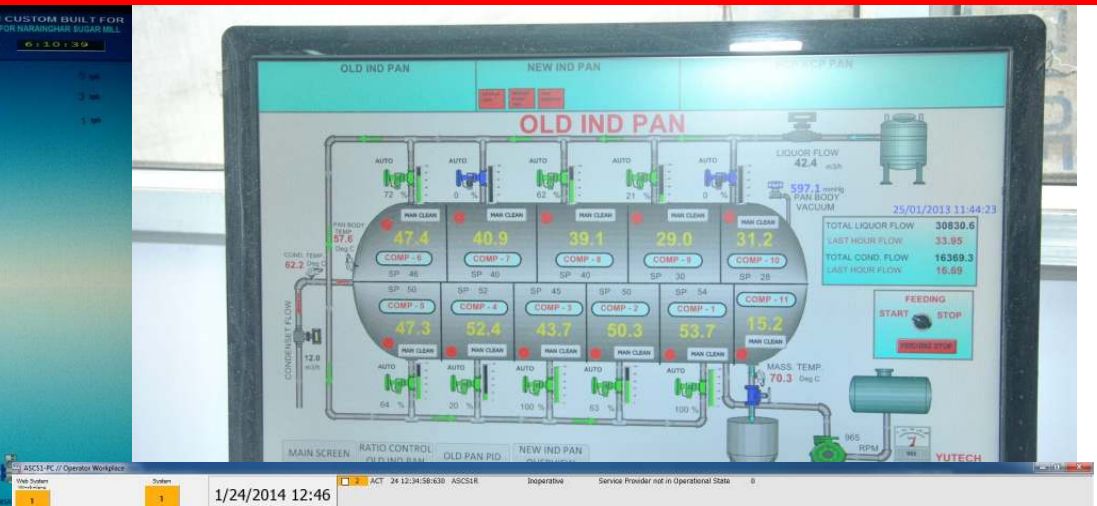 CUSTOM BUILT FOR
FOR NARAINGHAR SUGAR MILL
6:10:39
OLD IND PAN
NEW IND PAN
OLD IND PAN
LIQUOR FLOW
42.4 m3/h
AUTO
AUTO
AUTO
AUTO
AUTO
72 %
0 %
62 %
21 %
0 %
597.1 mmHg
PAN BODY
VACUUM
25/01/2013 11:44:23
MAN CLEAN
MAN CLEAN
MAN CLEAN
MAN CLEAN
MAN CLEAN
PAN BODY
TEMP
57.6
Deg C
47.4
40.9
39.1
29.0
31.2
TOTAL LIQUOR FLOW 30830.6
LAST HOUR FLOW 33.95
TOTAL COND. FLOW 16369.3
LAST HOUR FLOW 16.69
COND. TEMP
62.2 Deg C
COMP - 6
COMP - 7
COMP - 8
COMP - 9
COMP - 10
SP 46
SP 40
SP 40
SP 30
SP 28
SP 50
SP 52
SP 45
SP 50
SP 54
COMP - 5
COMP - 4
COMP - 3
COMP - 2
COMP - 1
COMP - 11
FEEDING
START
STOP
FEEDING STOP
47.3
52.4
43.7
50.3
53.7
15.2
MAN CLEAN
MAN CLEAN
MAN CLEAN
MAN CLEAN
MAN CLEAN
MAN CLEAN
CONDENSET FLOW
12.0
m3/h
AUTO
AUTO
AUTO
AUTO
AUTO
MASS. TEMP.
70.3 Deg C
64 %
20 %
100 %
63 %
100 %
965
RPM
YUTECH
MAIN SCREEN
RATIO CONTROL
OLD IND PAN
OLD PAN PID
NEW IND PAN
OVERVIEW
ASCS1-PC // Operator Workplace
Web System
Workplace
System
1
1
1/24/2014 12:46
2 ACT 24 12:34:58:630 ASCS1R Inoperative Service Provider not in Operational State 0